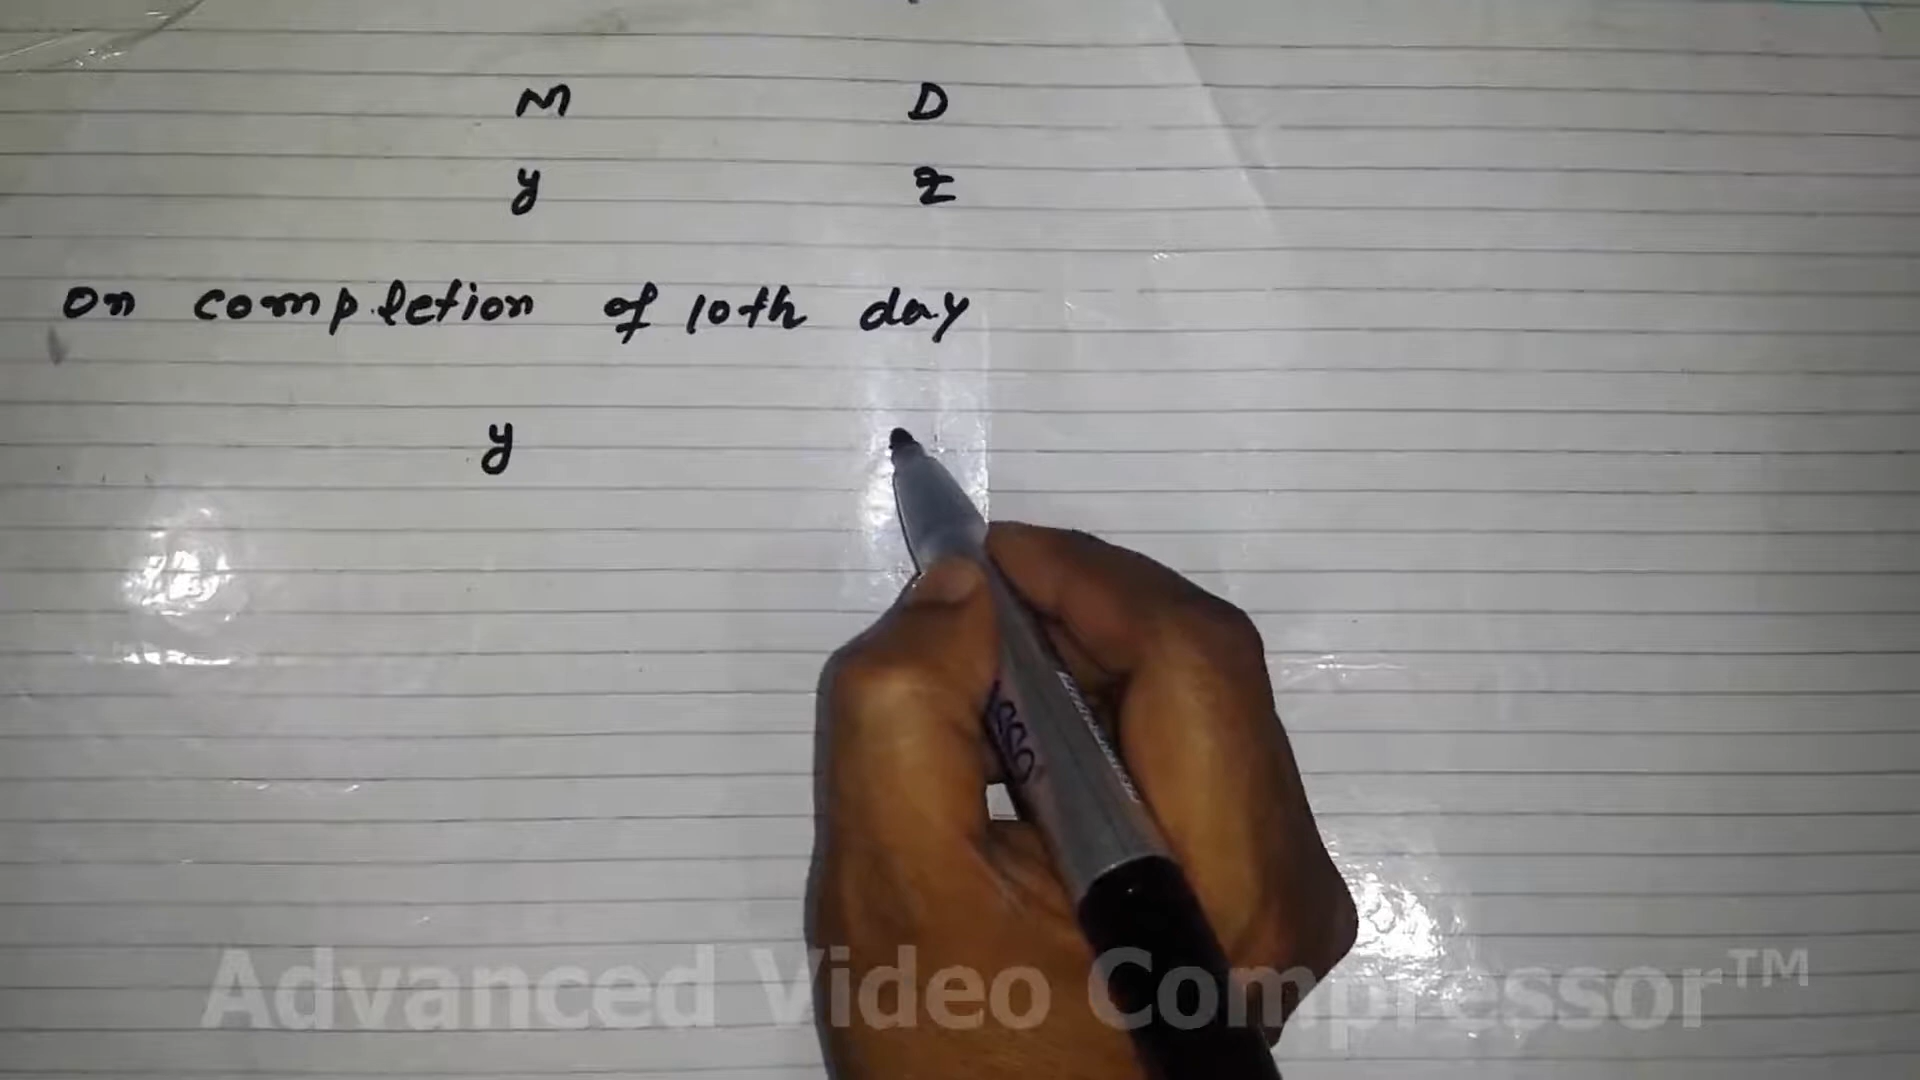 M D
y z
on completion of 10th day
y
Advanced Video Compressor™